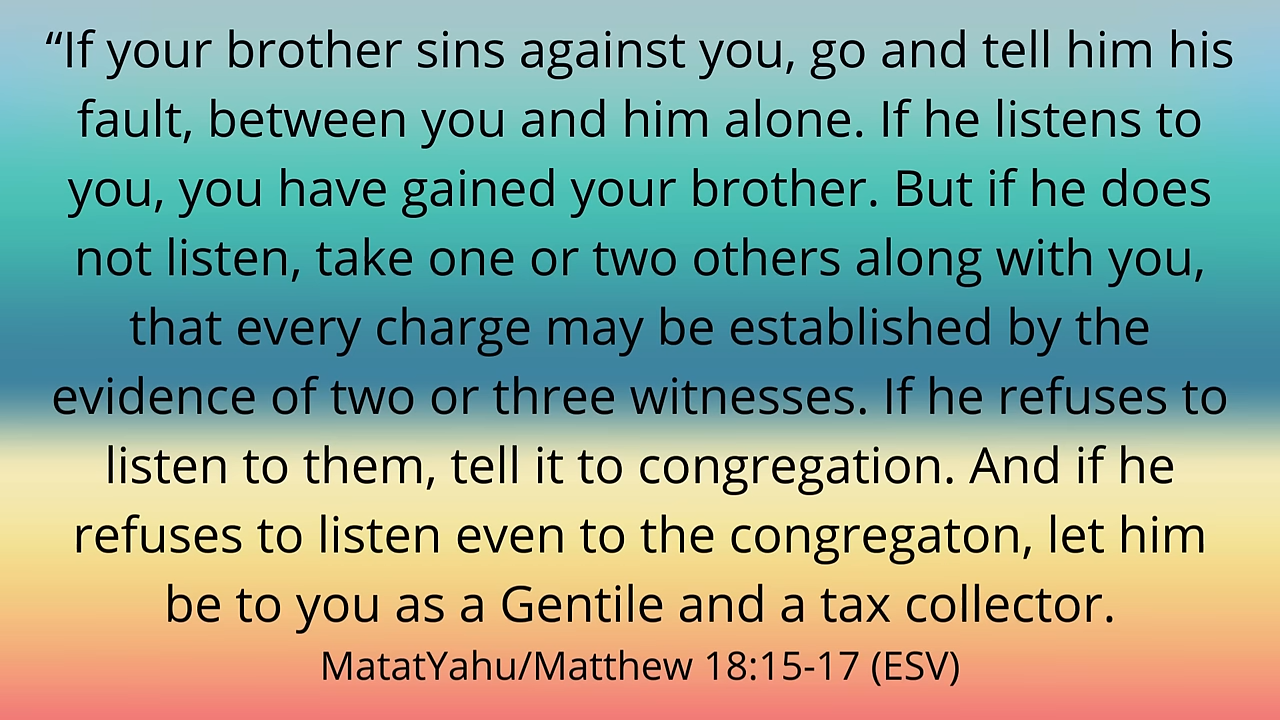 “If your brother sins against you, go and tell him his
fault, between you and him alone. If he listens to
you, you have gained your brother. But if he does
not listen, take one or two others along with you,
that every charge may be established by the
evidence of two or three witnesses. If he refuses to
listen to them, tell it to congregation. And if he
refuses to listen even to the congregaton, let him
be to you as a Gentile and a tax collector.
MatatYahu/Matthew 18:15-17 (ESV)